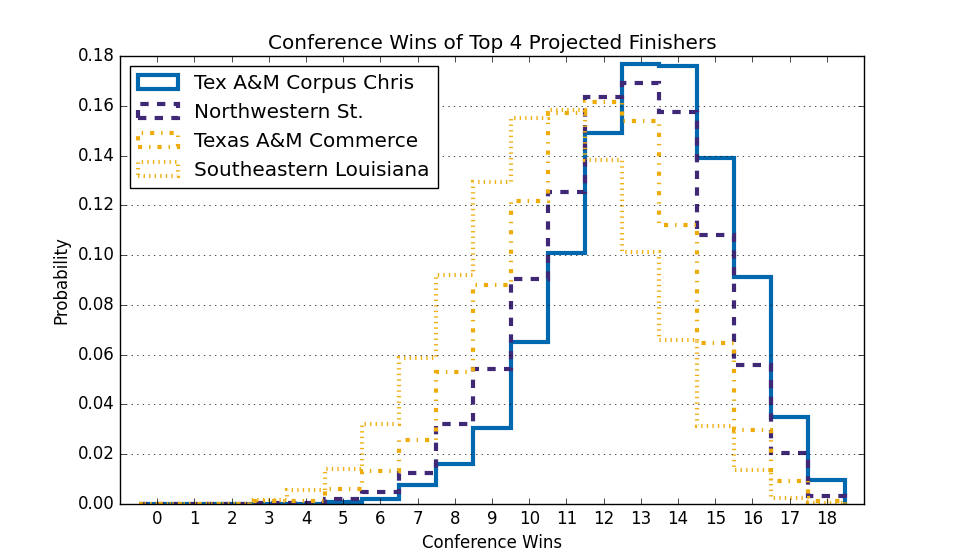 Conference Wins of Top 4 Projected Finishers
0.18
0.16
0.14
0.12
0.10
0.08
0.06
0.04
0.02
0.00
Probability
Tex A&M Corpus Chris
Northwestern St.
Texas A&M Commerce
Southeastern Louisiana
0 1 2 3 4 5 6 7 8 9 10 11 12 13 14 15 16 17 18
Conference Wins